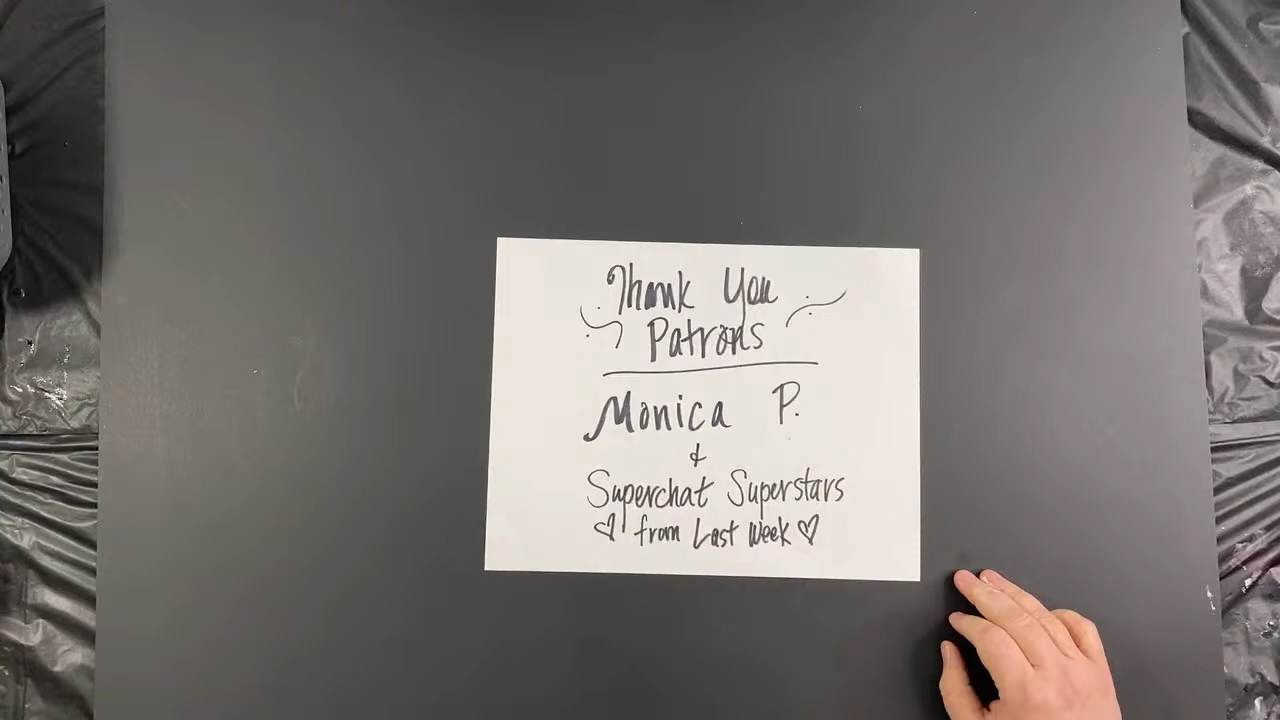 Thank You
Patrons
Monica P.
&
Superchat Superstars
♡ from Last Week ♡